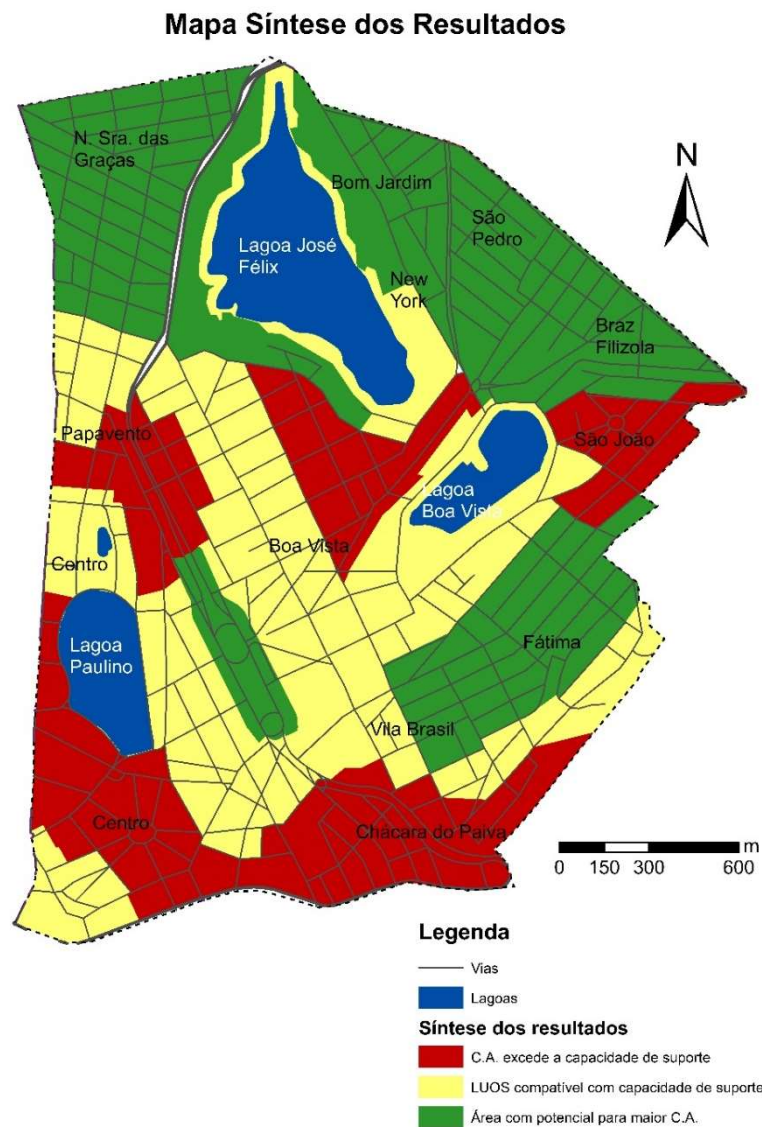 Mapa Síntese dos Resultados
N. Sra. das
Graças
Bom Jardim
São
Pedro
N
Lagoa José
Félix
New
York
Braz
Filizola
Papavento
São João
Lagoa
Boa Vista
Boa Vista
Centro
Lagoa
Paulino
Fátima
Vila Brasil
Centro
Chácara do Paiva
m
0 150 300 600
Legenda
Vias
Lagoas
Síntese dos resultados
C.A. excede a capacidade de suporte
LUOS compatível com capacidade de suporte
Área com potencial para maior C.A.